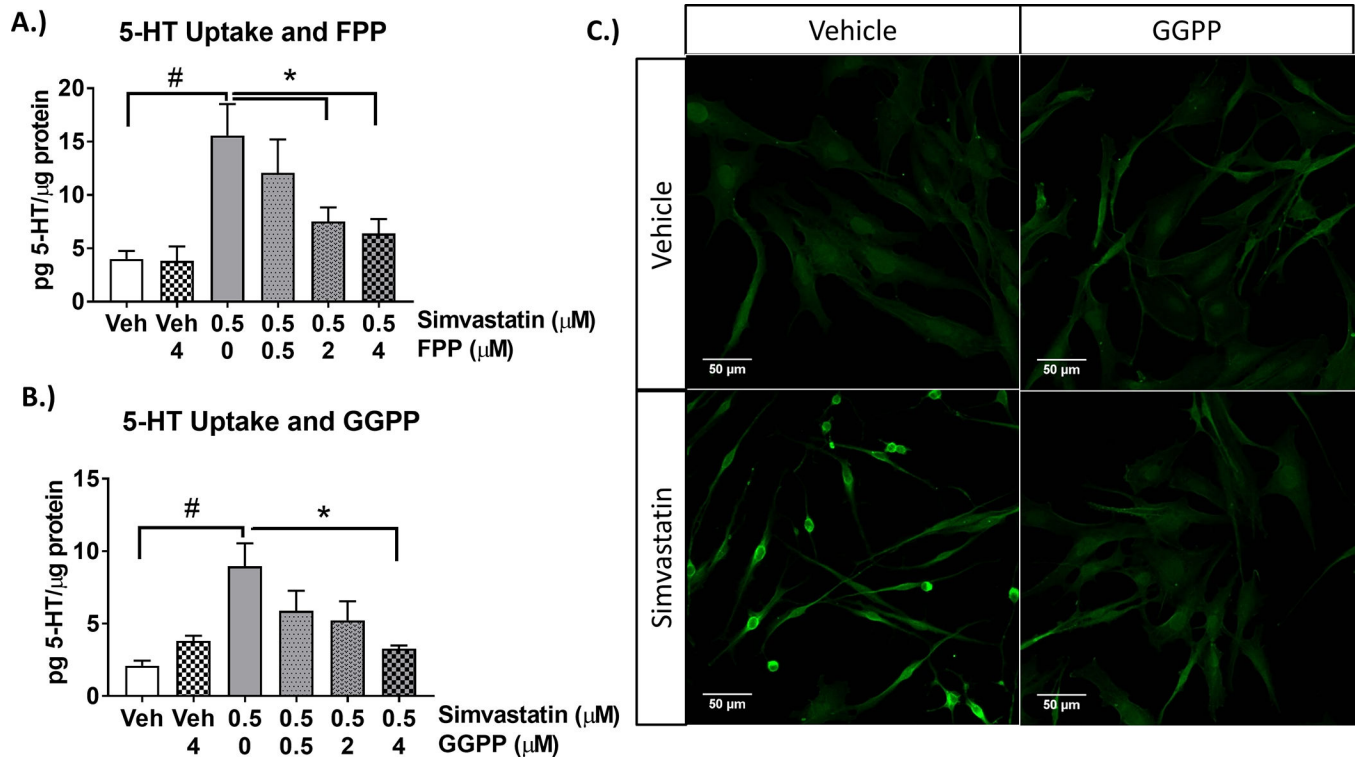 A.)
5-HT Uptake and FPP
pg 5-HT/μg protein
20
15
10
5
0
#
*
Veh Veh 0.5 0.5 0.5 0.5 Simvastatin (μM)
4 0 0.5 2 4 FPP (μM)
B.)
5-HT Uptake and GGPP
pg 5-HT/μg protein
15
10
5
0
#
*
Veh Veh 0.5 0.5 0.5 0.5 Simvastatin (μM)
4 0 0.5 2 4 GGPP (μM)
C.)
Vehicle GGPP
Vehicle
50 μm 50 μm
Simvastatin
50 μm 50 μm